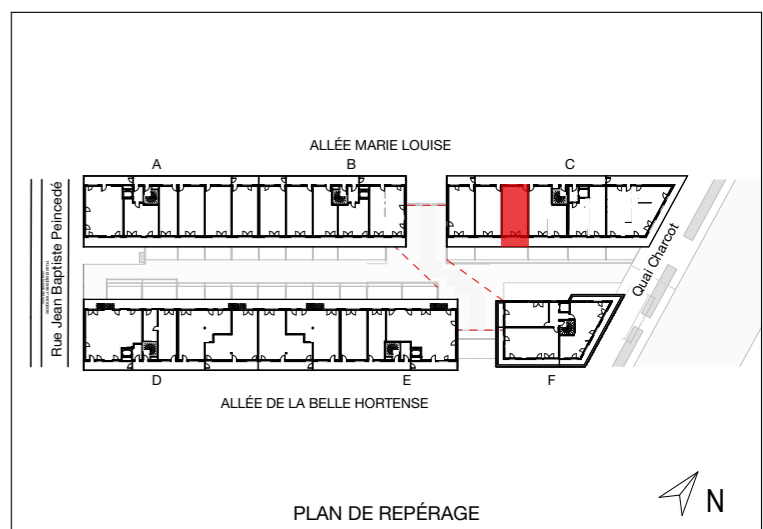 ALLÉE MARIE LOUISE
A
B
C
Rue Jean Baptiste Peincedé
Quai Charcot
D
E
F
ALLÉE DE LA BELLE HORTENSE
PLAN DE REPÉRAGE
N